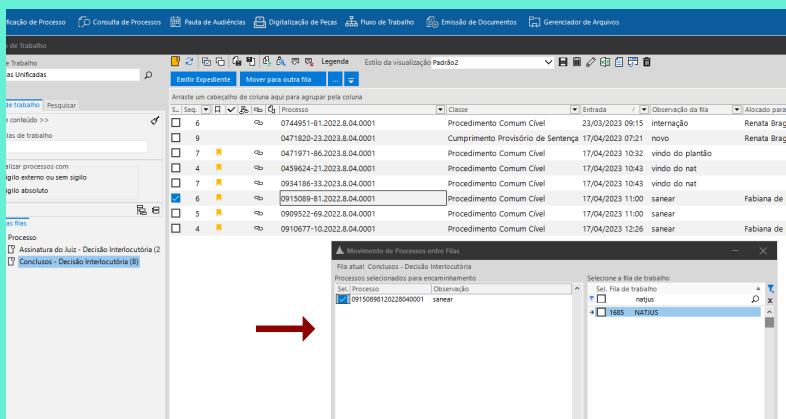 ificação de Processo Consulta de Processos Pauta de Audiências Digitalização de Peças Fluxo de Trabalho Emissão de Documentos Gerenciador de Arquivos
o de Trabalho
e Trabalho
as Unificadas
Legenda Estilo da visualização Padrão2
Emitir Expediente Mover para outra fila ...
Arraste um cabeçalho de coluna aqui para agrupar pela coluna
de trabalho Pesquisar
S... Seq. Processo Classe Entrada Observação da fila Alocado para
e conteúdo >>
ilas de trabalho
6 0744951-81.2022.8.04.0001 Procedimento Comum Cível 23/03/2023 09:15 internação Renata Brag
9 0471820-23.2023.8.04.0001 Cumprimento Provisório de Sentença 17/04/2023 07:21 novo Renata Brag
7 0471971-86.2023.8.04.0001 Procedimento Comum Cível 17/04/2023 10:32 vindo do plantão
4 0459624-21.2023.8.04.0001 Procedimento Comum Cível 17/04/2023 10:43 vindo do nat
7 0934186-33.2023.8.04.0001 Procedimento Comum Cível 17/04/2023 10:43 vindo do nat
6 0915089-81.2022.8.04.0001 Procedimento Comum Cível 17/04/2023 11:00 sanear Fabiana de
5 0909522-69.2022.8.04.0001 Procedimento Comum Cível 17/04/2023 11:00 sanear
4 0910677-10.2022.8.04.0001 Procedimento Comum Cível 17/04/2023 12:26 sanear Fabiana de
alizar processos com
sigilo externo ou sem sigilo
sigilo absoluto
as filas
Processo
Assinatura do Juiz - Decisão Interlocutória (2
Conclusos - Decisão Interlocutória (8)
Movimento de Processos entre Filas
Fila atual Conclusos - Decisão Interlocutória
Processos selecionados para encaminhamento
Sel. Processo Observação
09150898120228040001 sanear
Selecione a fila de trabalho
Sel. Fila de trabalho
natjus
1685 NATJUS